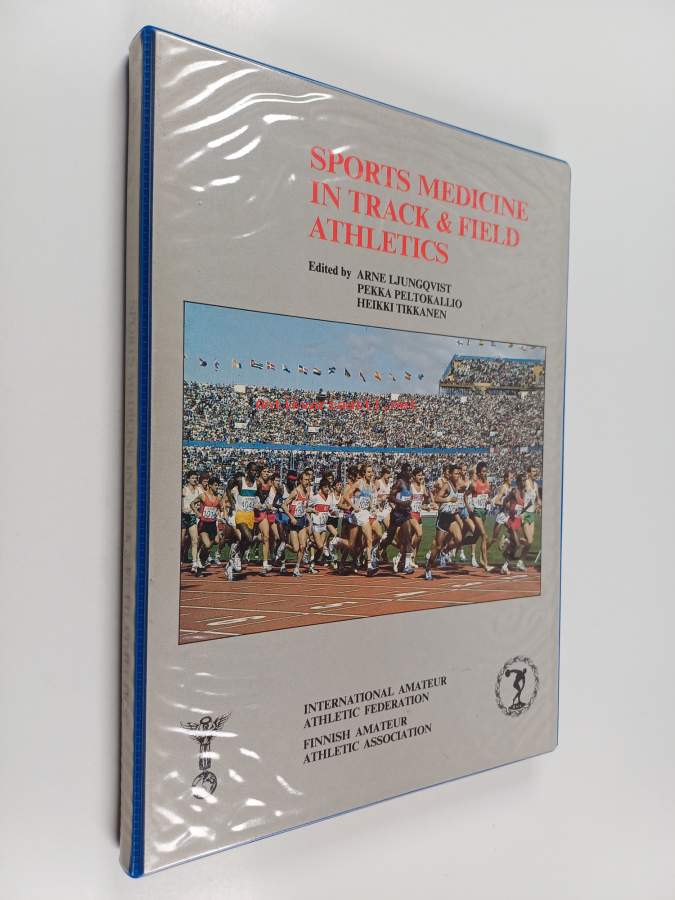 SPORTS MEDICINE
IN TRACK & FIELD
ATHLETICS
Edited by ARNE LJUNGQVIST
PEKKA PELTOKALLIO
HEIKKI TIKKANEN
INTERNATIONAL AMATEUR
ATHLETIC FEDERATION
FINNISH AMATEUR
ATHLETIC ASSOCIATION